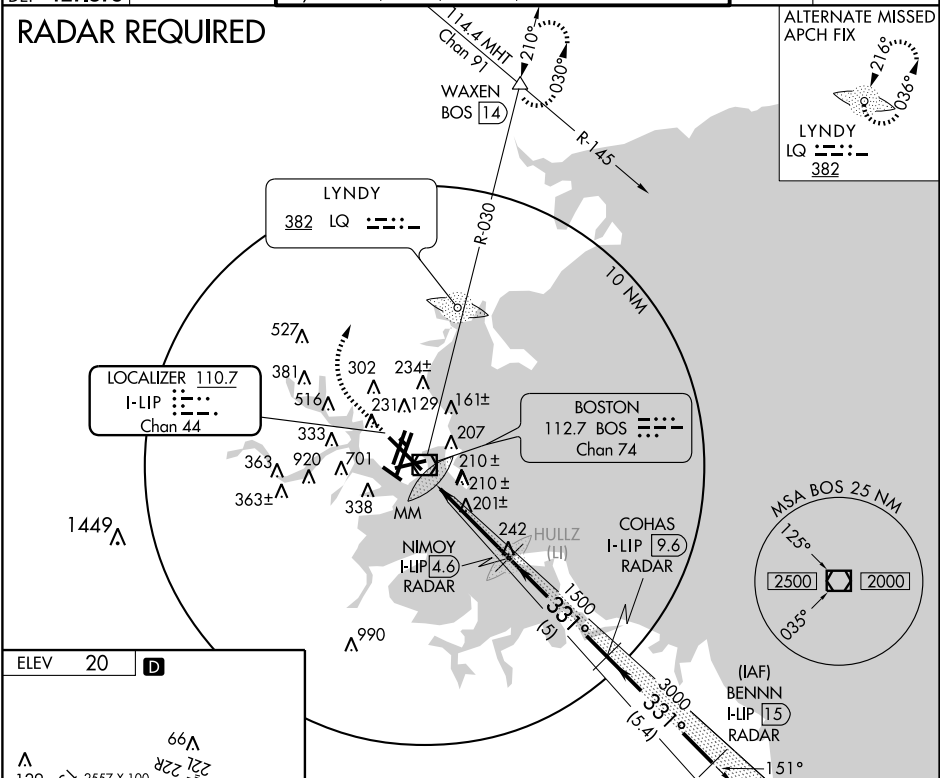 RADAR REQUIRED
114.4 MHT
Chan 91
210°
030°
WAXEN
BOS 14
R-145
ALTERNATE MISSED
APCH FIX
216°
036°
LYNDY
LQ
382
LYNDY
382 LQ
R-030
10 NM
527
381
302
234±
516
231
129
161±
LOCALIZER 110.7
I-LIP
Chan 44
333
207
BOSTON
112.7 BOS
Chan 74
363
920
701
210±
363±
338
210±
201±
MM
1449
242
HULLZ
(LI)
NIMOY
I-LIP 4.6
RADAR
COHAS
I-LIP 9.6
RADAR
1500
331°
(5)
MSA BOS 25 NM
125°
2500
2000
035°
990
3000
331°
(5.4)
(IAF)
BENNN
I-LIP 15
RADAR
151°
ELEV 20 D
66
22L
22R
2557 X 100